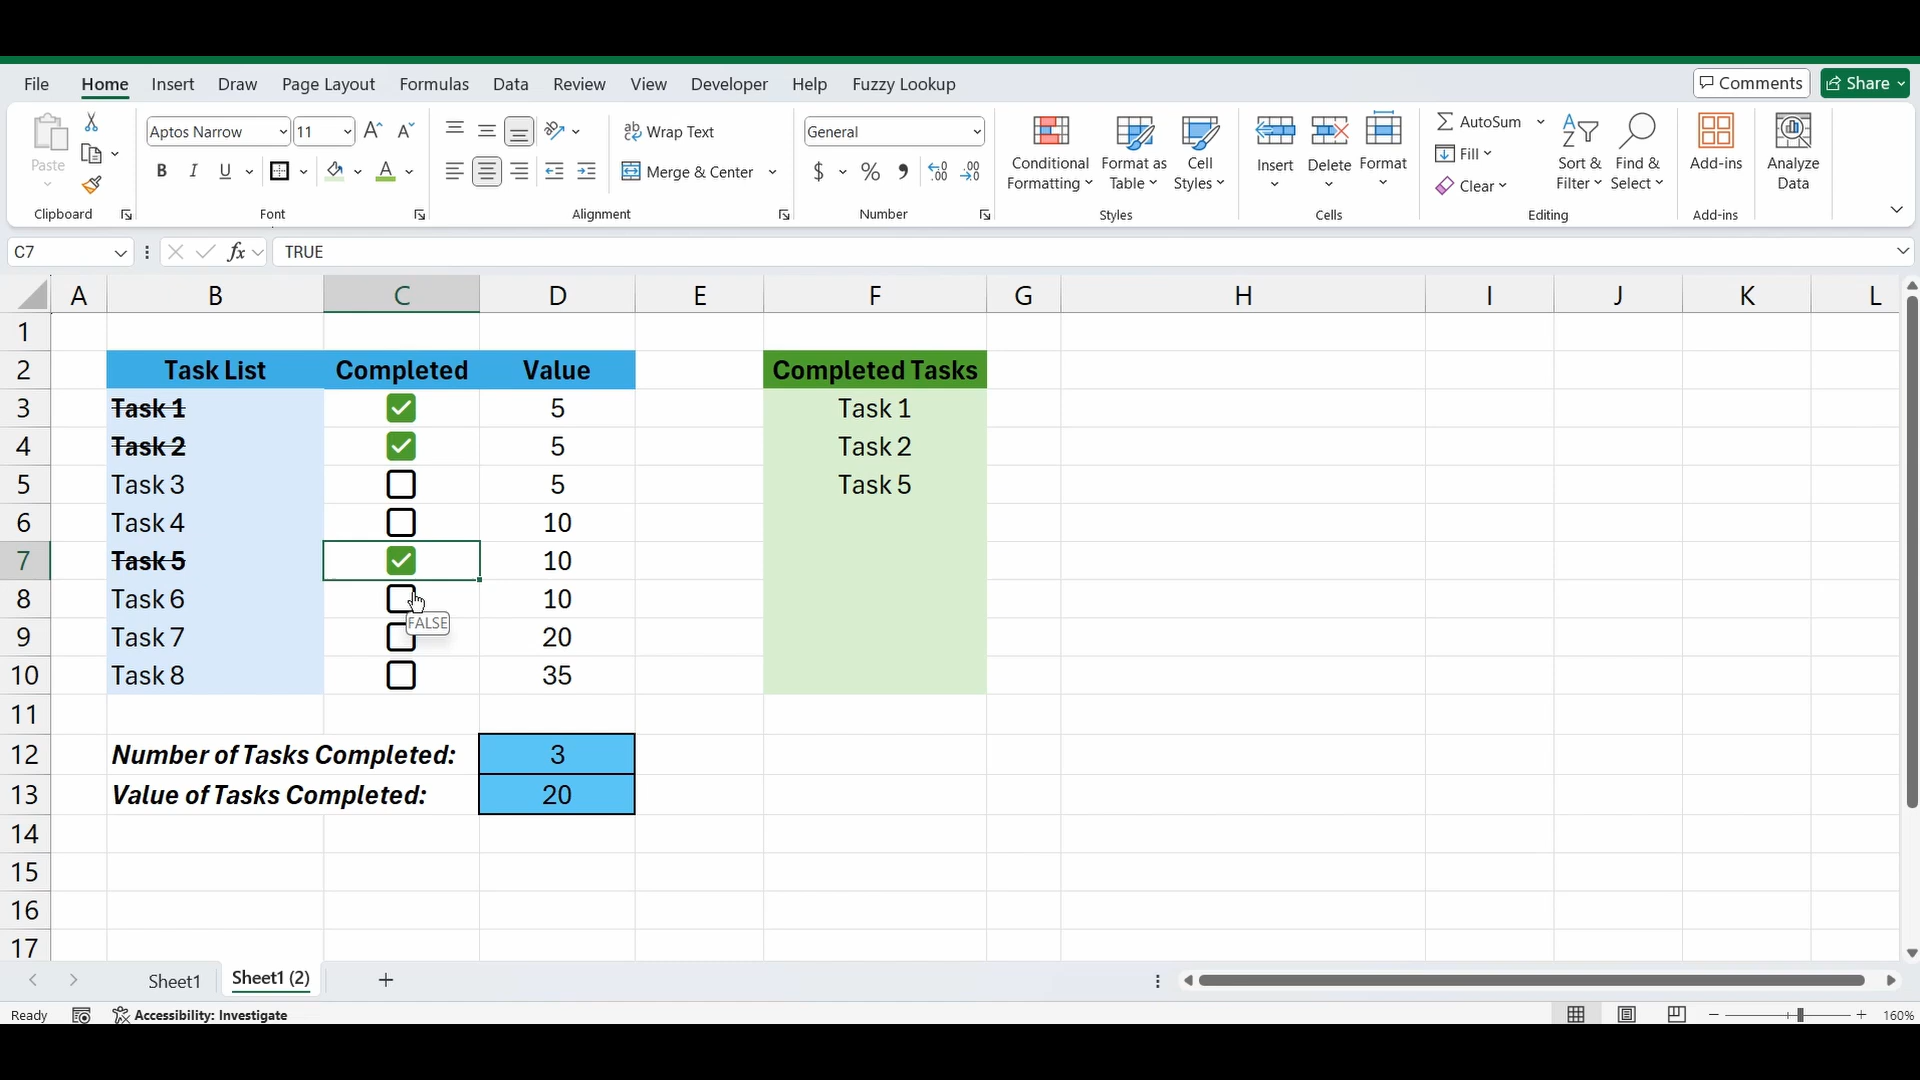 File Home Insert Draw Page Layout Formulas Data Review View Developer Help Fuzzy Lookup Comments Share
Paste
Clipboard
Aptos Narrow 11
B I U A
Font
ab Wrap Text
Merge & Center
Alignment
General
$ % , .00
Number
Conditional Formatting
Format as Table
Cell Styles
Styles
Insert Delete Format
Cells
AutoSum
Fill
Clear
Sort & Filter
Find & Select
Editing
Add-ins
Add-ins
Analyze Data
C7 fx TRUE
A B C D E F G H I J K L
1
2 Task List Completed Value Completed Tasks
3 Task 1 5 Task 1
4 Task 2 5 Task 2
5 Task 3 5 Task 5
6 Task 4 10
7 Task 5 10
8 Task 6 10
FALSE
9 Task 7 20
10 Task 8 35
11
12 Number of Tasks Completed: 3
13 Value of Tasks Completed: 20
14
15
16
17
Sheet1 Sheet1 (2)
Ready Accessibility: Investigate 160%